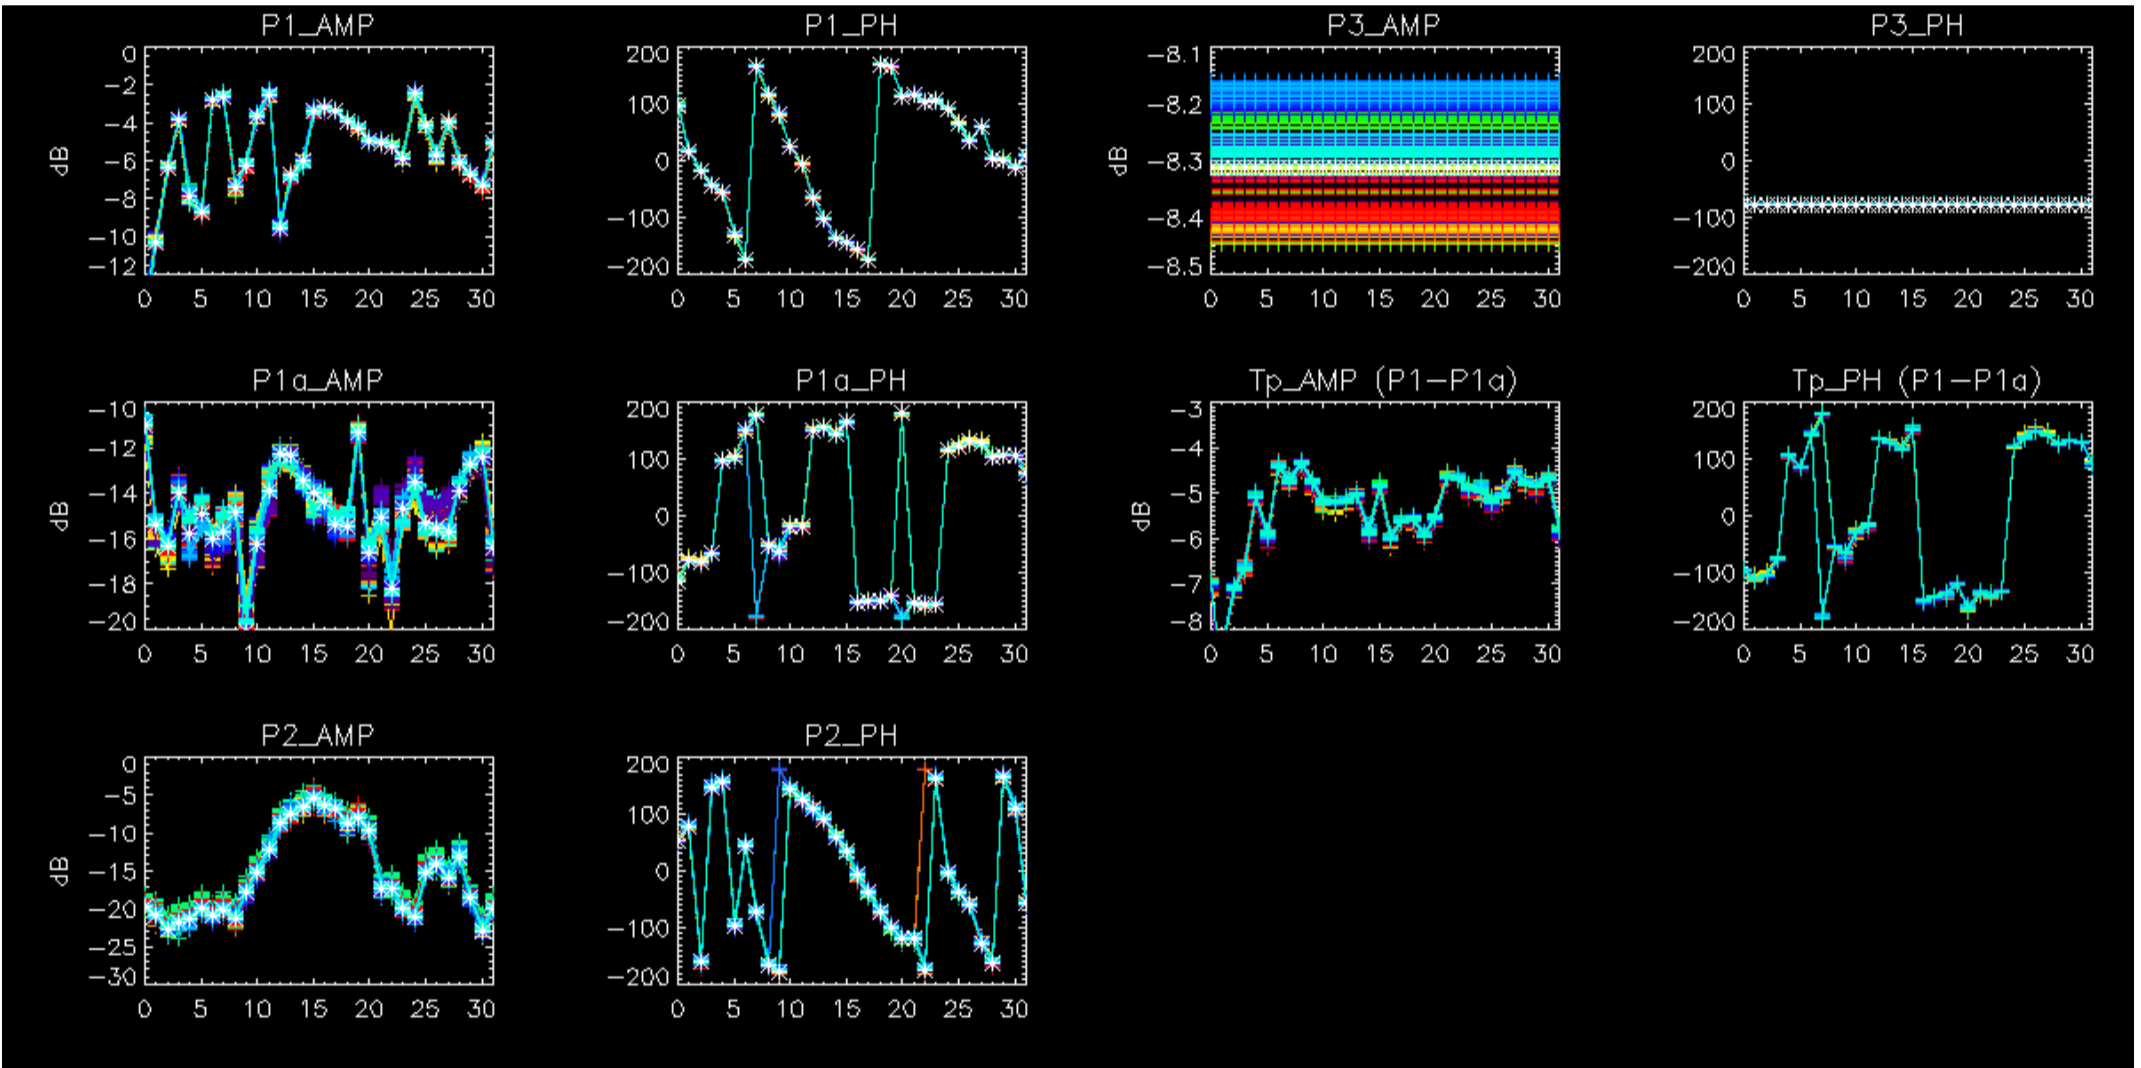 P1_AMP
0
-2
-4
-6
-8
-10
-12
dB
0 5 10 15 20 25 30
P1_PH
200
100
0
-100
-200
0 5 10 15 20 25 30
P3_AMP
-8.1
-8.2
-8.3
-8.4
-8.5
dB
0 5 10 15 20 25 30
P3_PH
200
100
0
-100
-200
0 5 10 15 20 25 30
P1a_AMP
-10
-12
-14
-16
-18
-20
dB
0 5 10 15 20 25 30
P1a_PH
200
100
0
-100
-200
0 5 10 15 20 25 30
Tp_AMP (P1-P1a)
-3
-4
-5
-6
-7
-8
dB
0 5 10 15 20 25 30
Tp_PH (P1-P1a)
200
100
0
-100
-200
0 5 10 15 20 25 30
P2_AMP
0
-5
-10
-15
-20
-25
-30
dB
0 5 10 15 20 25 30
P2_PH
200
100
0
-100
-200
0 5 10 15 20 25 30